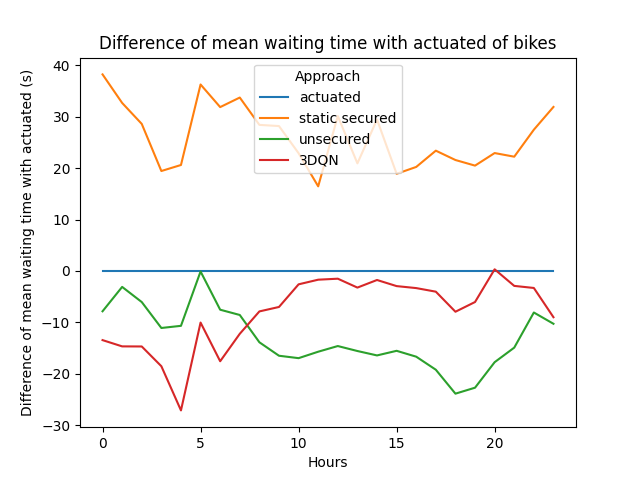 Difference of mean waiting time with actuated of bikes
Difference of mean waiting time with actuated (s)
40
30
20
10
0
−10
−20
−30
Approach
actuated
static secured
unsecured
3DQN
0
5
10
15
20
Hours